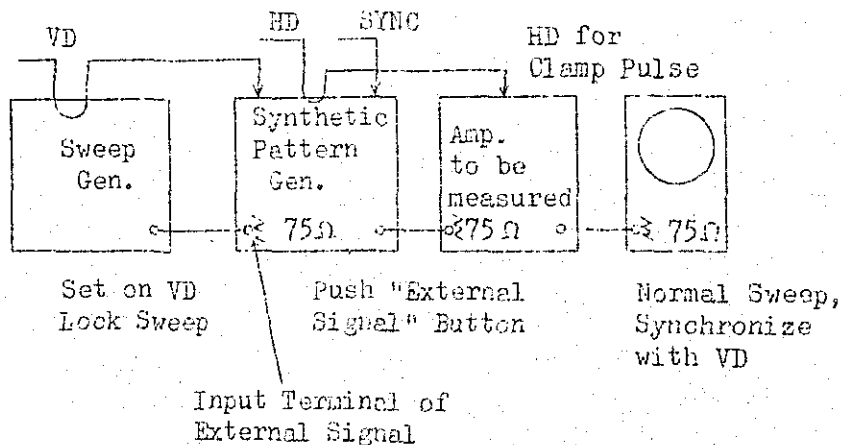 VD
HD
SYNC
HD for
Clamp Pulse
Sweep
Gen.
Synthetic
Pattern
Gen.
75Ω
Amp.
to be
measured
75Ω
75Ω
Set on VD
Lock Sweep
Push "External
Signal" Button
Normal Sweep,
Synchronize
with VD
Input Terminal of
External Signal